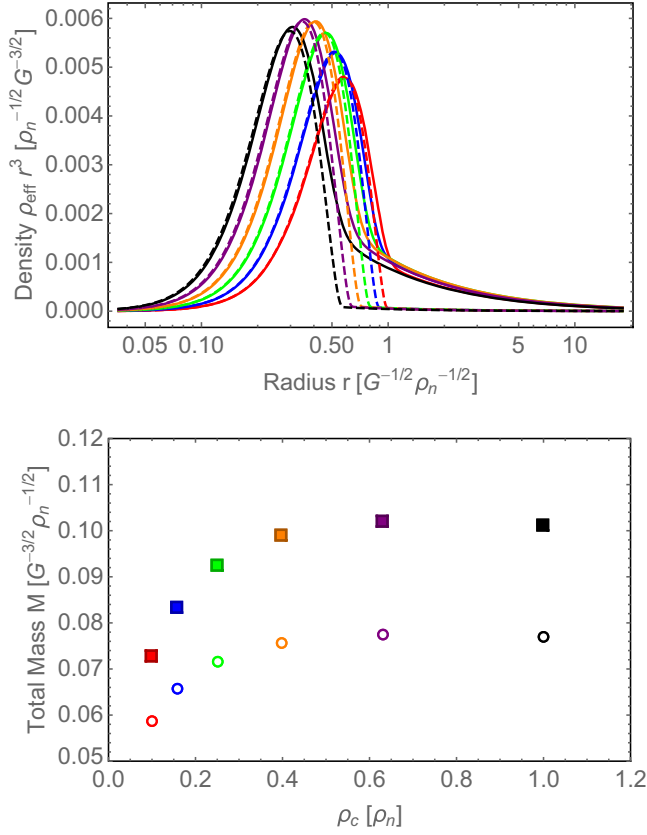 Density ρeff r³ [ρn^−1/2 G^−3/2]
0.006
0.005
0.004
0.003
0.002
0.001
0.000
0.05 0.10 0.50 1 5 10
Radius r [G^−1/2 ρn^−1/2]
Total Mass M [G^−3/2 ρn^−1/2]
0.12
0.11
0.10
0.09
0.08
0.07
0.06
0.05
0.0 0.2 0.4 0.6 0.8 1.0 1.2
ρc [ρn]